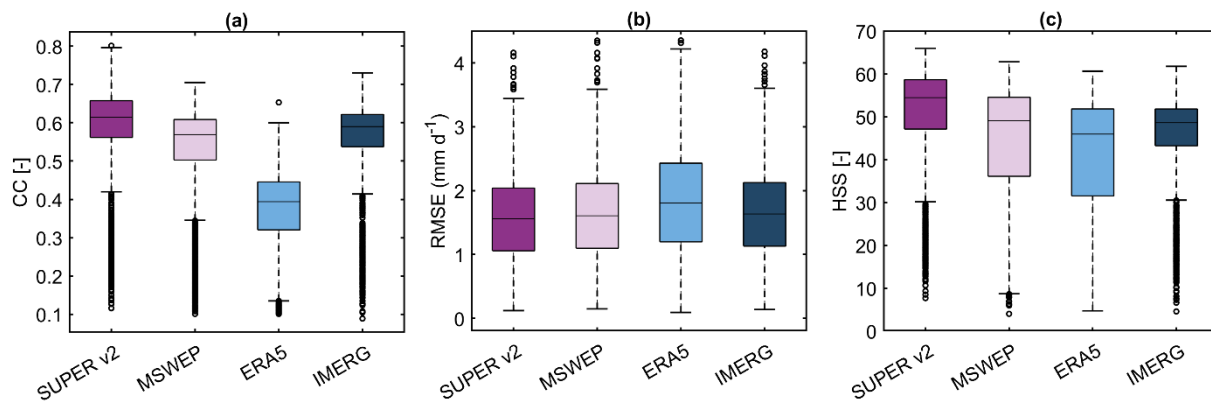 (a)
CC [-]
0.8
0.7
0.6
0.5
0.4
0.3
0.2
0.1
SUPER v2
MSWEP
ERA5
IMERG
(b)
RMSE (mm d⁻¹)
4
3
2
1
0
SUPER v2
MSWEP
ERA5
IMERG
(c)
HSS [-]
70
60
50
40
30
20
10
0
SUPER v2
MSWEP
ERA5
IMERG